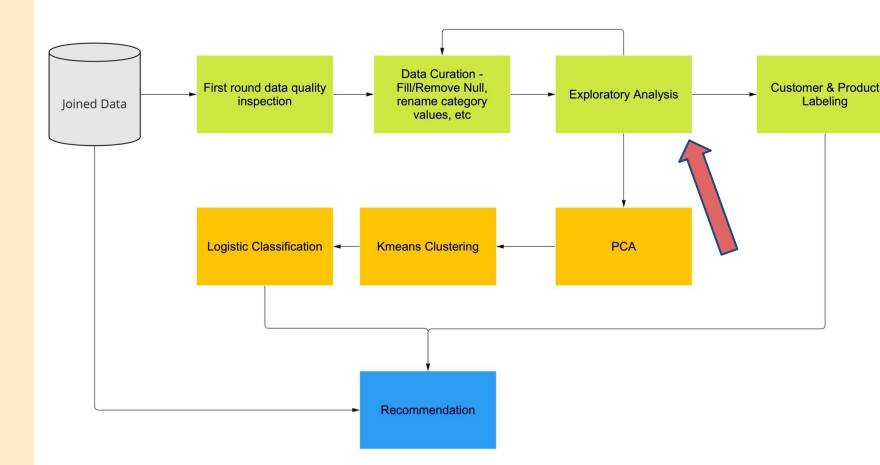 Joined Data
First round data quality
inspection
Data Curation -
Fill/Remove Null,
rename category
values, etc
Exploratory Analysis
Customer & Product
Labeling
Logistic Classification
Kmeans Clustering
PCA
Recommendation